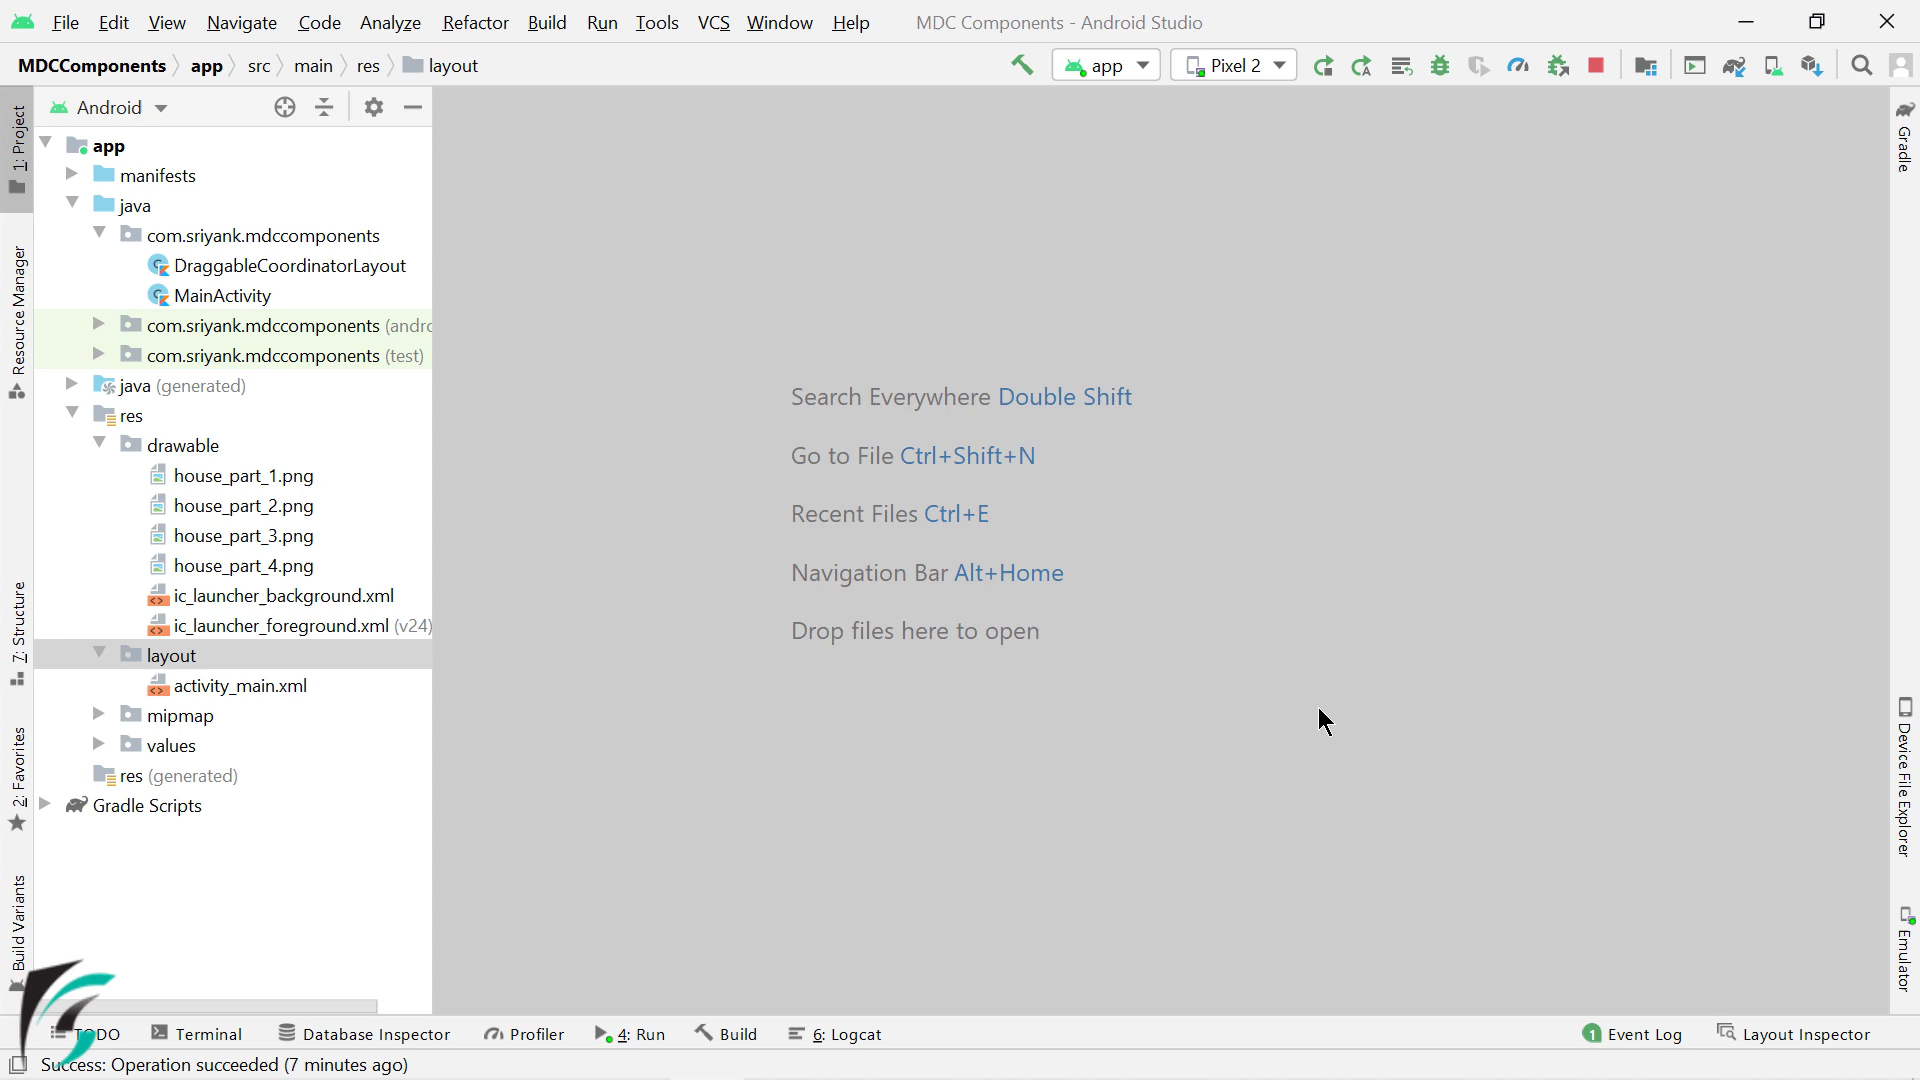 File Edit View Navigate Code Analyze Refactor Build Run Tools VCS Window Help MDC Components - Android Studio
MDCComponents app src main res layout app Pixel 2
Android
app
manifests
java
com.sriyank.mdccomponents
DraggableCoordinatorLayout
MainActivity
com.sriyank.mdccomponents (andro
com.sriyank.mdccomponents (test)
java (generated)
res
drawable
house_part_1.png
house_part_2.png
house_part_3.png
house_part_4.png
ic_launcher_background.xml
ic_launcher_foreground.xml (v24)
layout
activity_main.xml
mipmap
values
res (generated)
Gradle Scripts
1: Project
Resource Manager
7: Structure
2: Favorites
Build Variants
Search Everywhere Double Shift
Go to File Ctrl+Shift+N
Recent Files Ctrl+E
Navigation Bar Alt+Home
Drop files here to open
Gradle
Device File Explorer
Emulator
TODO Terminal Database Inspector Profiler 4: Run Build 6: Logcat 1 Event Log Layout Inspector
Success: Operation succeeded (7 minutes ago)